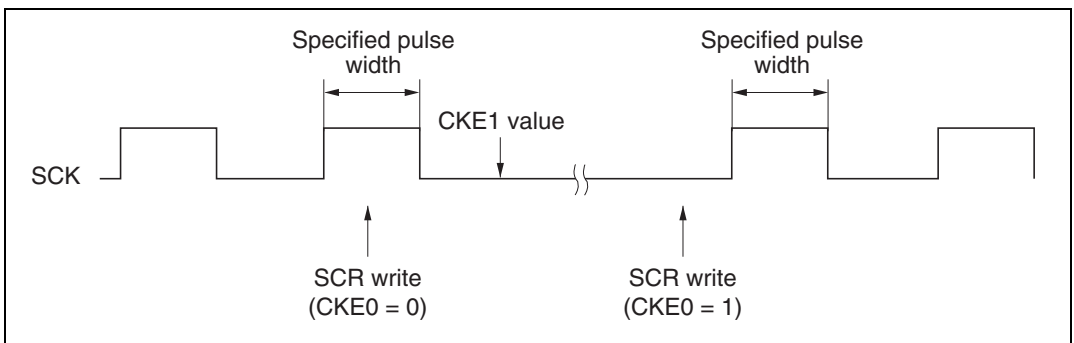 Specified pulse
width
Specified pulse
width
CKE1 value
SCK
SCR write
(CKE0 = 0)
SCR write
(CKE0 = 1)